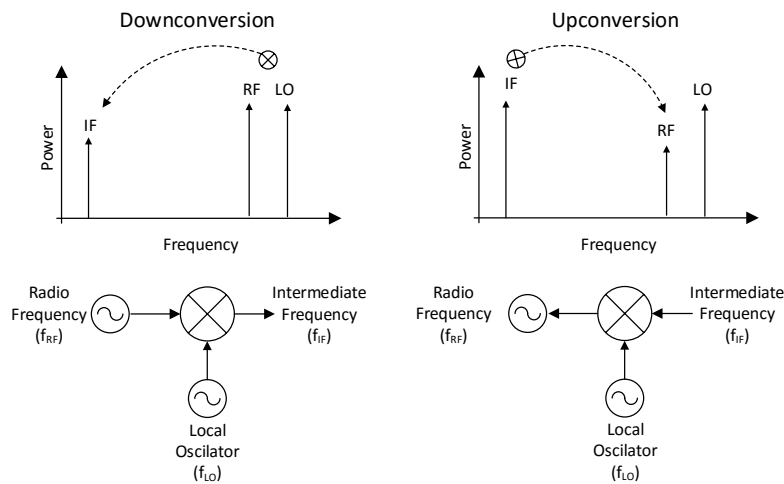 Downconversion
IF
RF
LO
Power
Frequency
Radio
Frequency
(fRF)
Intermediate
Frequency
(fIF)
Local
Oscilator
(fLO)
Upconversion
IF
RF
LO
Power
Frequency
Radio
Frequency
(fRF)
Intermediate
Frequency
(fIF)
Local
Oscilator
(fLO)